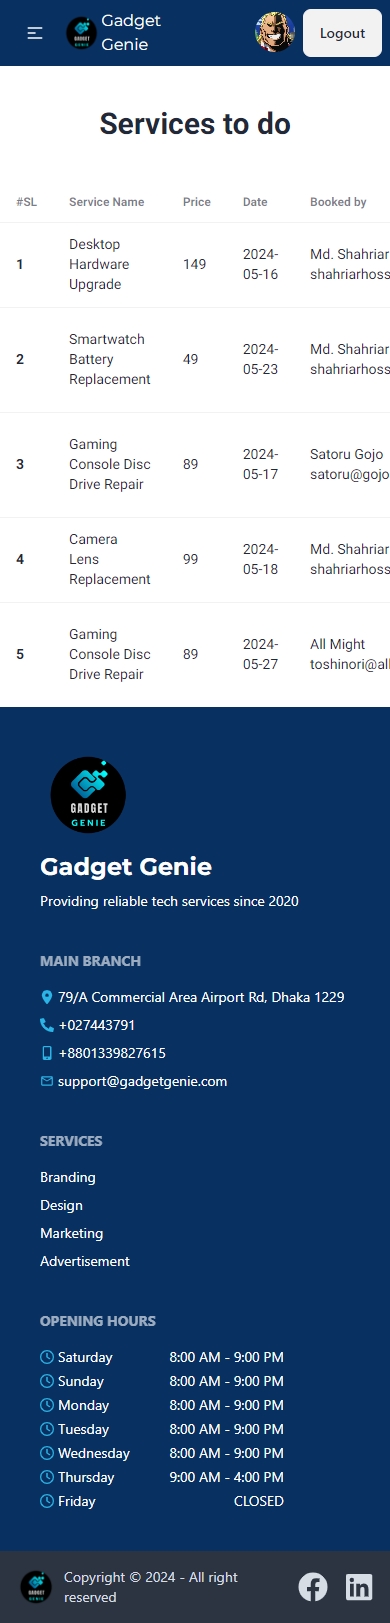 Gadget
Genie
Logout
Services to do
#SL Service Name Price Date Booked by
1 Desktop Hardware Upgrade 149 2024-05-16 Md. Shahriar shahriarhoss
2 Smartwatch Battery Replacement 49 2024-05-23 Md. Shahriar shahriarhoss
3 Gaming Console Disc Drive Repair 89 2024-05-17 Satoru Gojo satoru@gojo
4 Camera Lens Replacement 99 2024-05-18 Md. Shahriar shahriarhoss
5 Gaming Console Disc Drive Repair 89 2024-05-27 All Might toshinori@all
GADGET
GENIE
Gadget Genie
Providing reliable tech services since 2020
MAIN BRANCH
79/A Commercial Area Airport Rd, Dhaka 1229
+027443791
+8801339827615
support@gadgetgenie.com
SERVICES
Branding
Design
Marketing
Advertisement
OPENING HOURS
Saturday 8:00 AM - 9:00 PM
Sunday 8:00 AM - 9:00 PM
Monday 8:00 AM - 9:00 PM
Tuesday 8:00 AM - 9:00 PM
Wednesday 8:00 AM - 9:00 PM
Thursday 9:00 AM - 4:00 PM
Friday CLOSED
Copyright © 2024 - All right
reserved